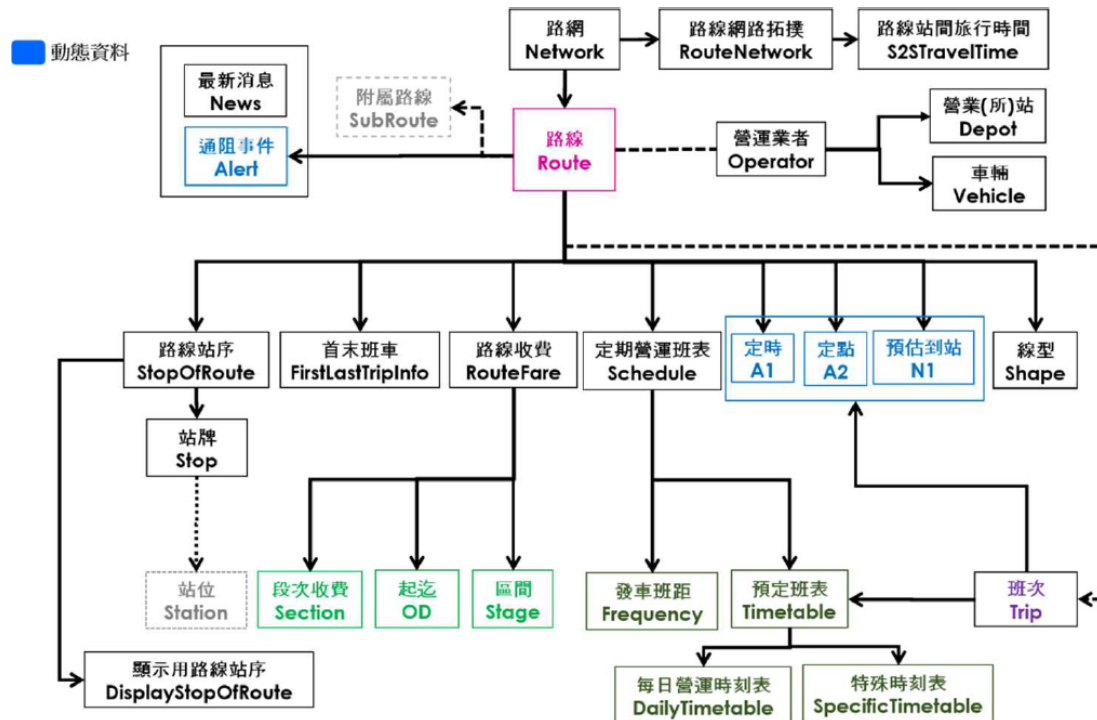 動態資料
路網
Network
路線網路拓撲
RouteNetwork
路線站間旅行時間
S2STravelTime
最新消息
News
通阻事件
Alert
附屬路線
SubRoute
路線
Route
營運業者
Operator
營業(所)站
Depot
車輛
Vehicle
路線站序
StopOfRoute
首末班車
FirstLastTripInfo
路線收費
RouteFare
定期營運班表
Schedule
定時
A1
定點
A2
預估到站
N1
線型
Shape
站牌
Stop
站位
Station
段次收費
Section
起迄
OD
區間
Stage
發車班距
Frequency
預定班表
Timetable
班次
Trip
顯示用路線站序
DisplayStopOfRoute
每日營運時刻表
DailyTimetable
特殊時刻表
SpecificTimetable